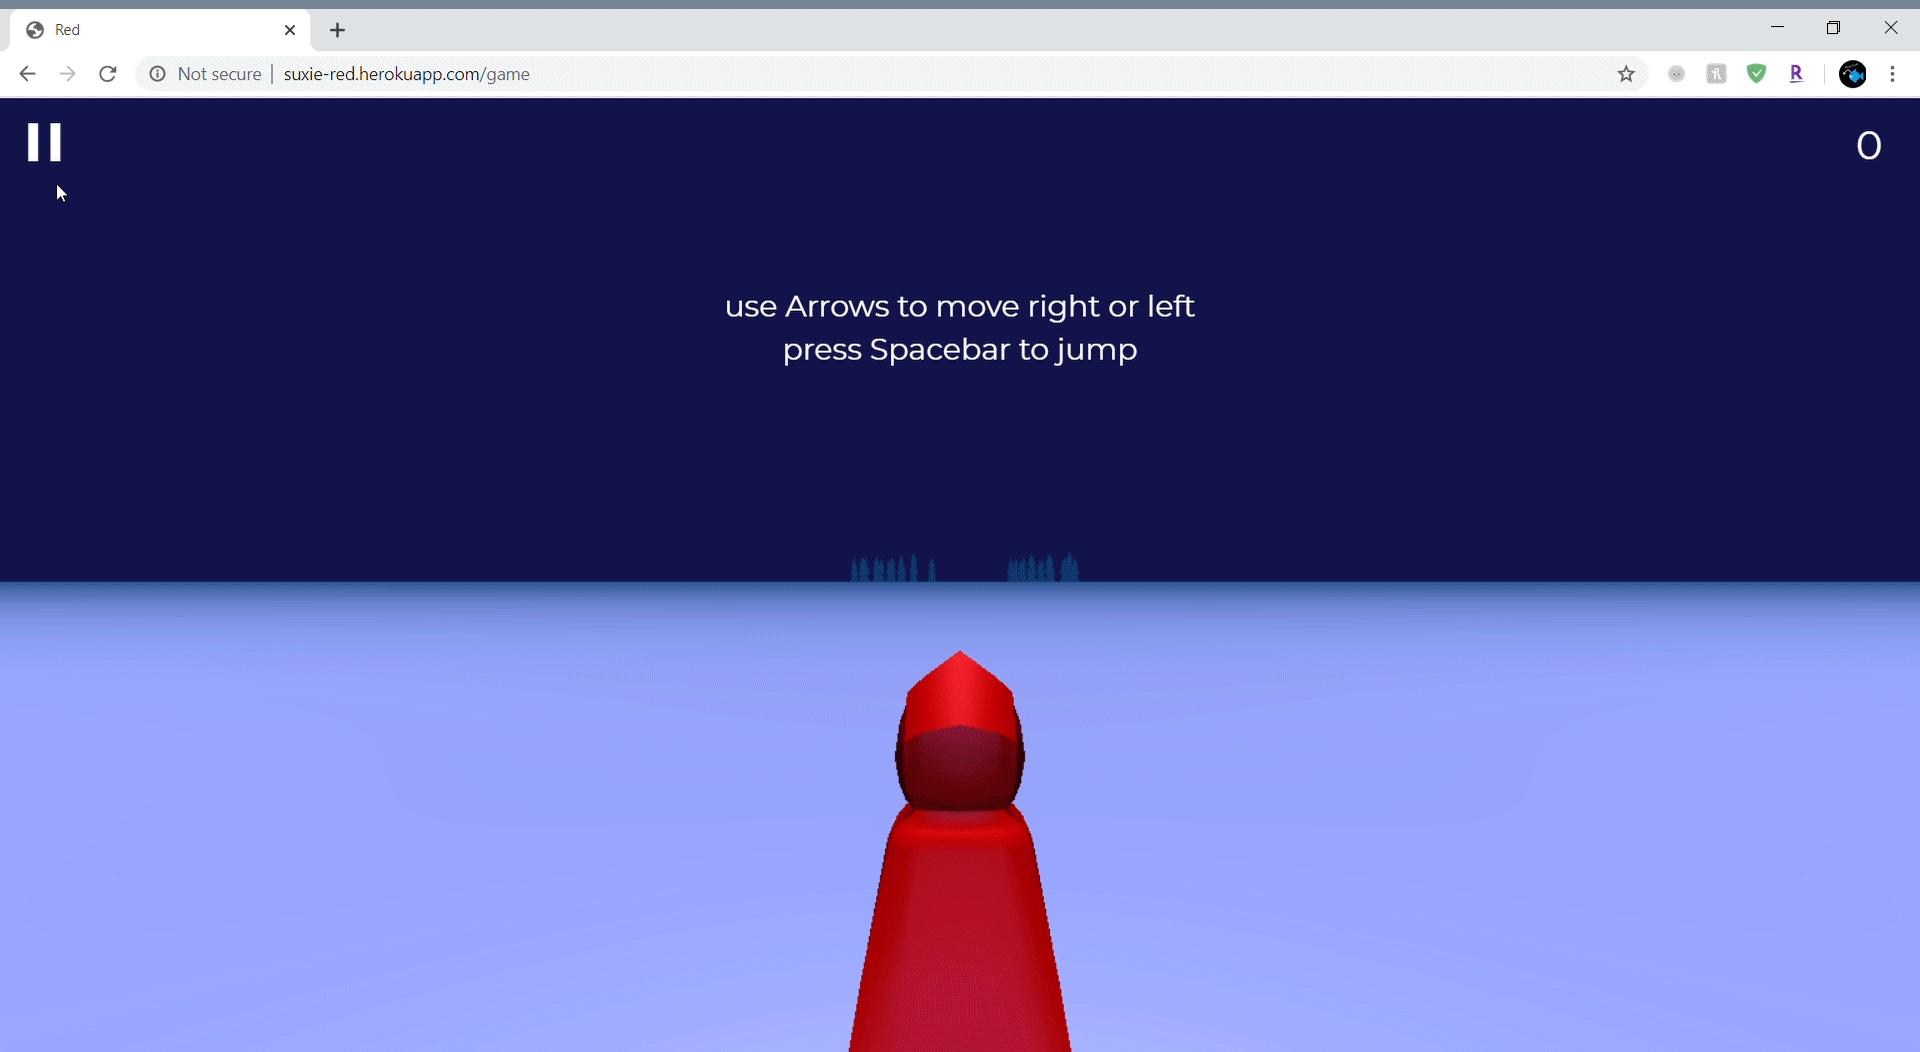 Red
Not secure | suxie-red.herokuapp.com/game
R
0
use Arrows to move right or left
press Spacebar to jump